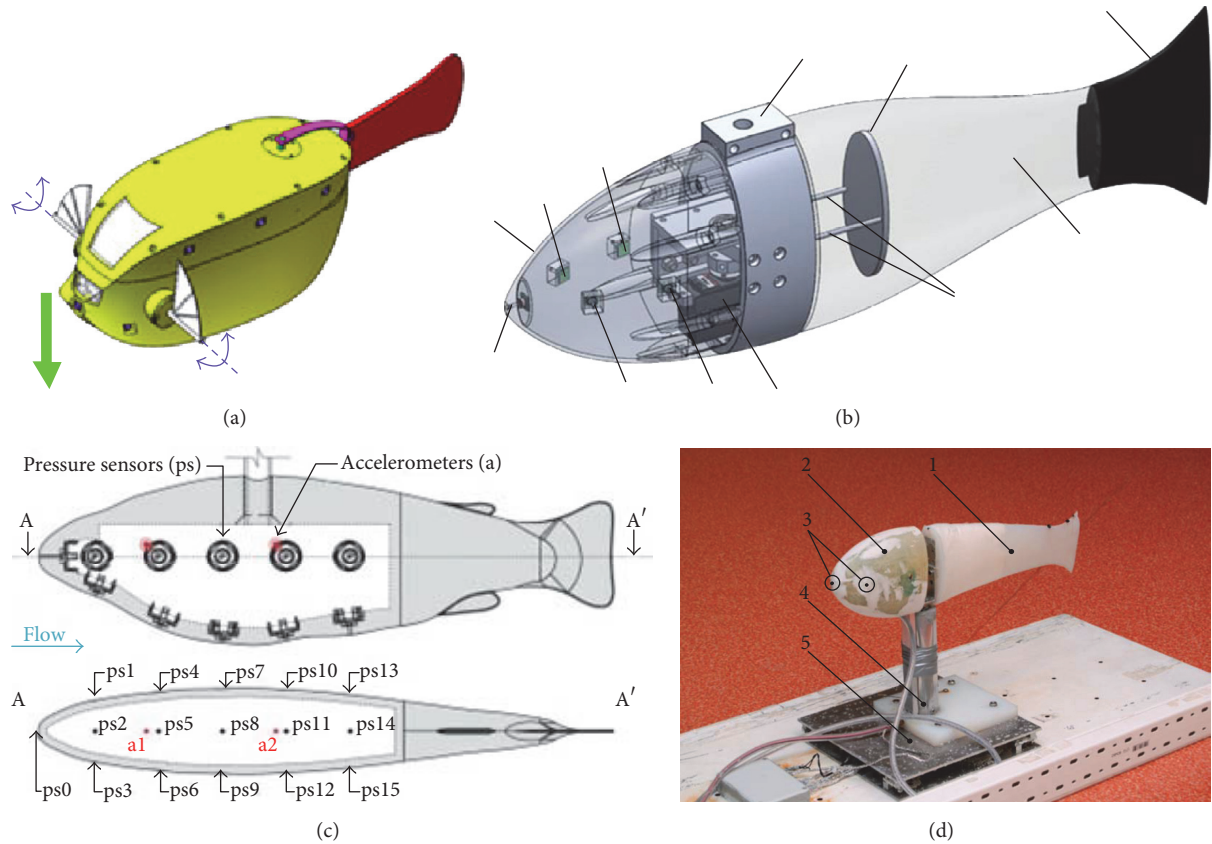 (a)
(b)
Pressure sensors (ps)
Accelerometers (a)
A
A′
Flow
ps1
ps4
ps7
ps10
ps13
A
A′
ps2
ps5
ps8
ps11
ps14
a1
a2
ps0
ps3
ps6
ps9
ps12
ps15
(c)
2
1
3
4
5
(d)